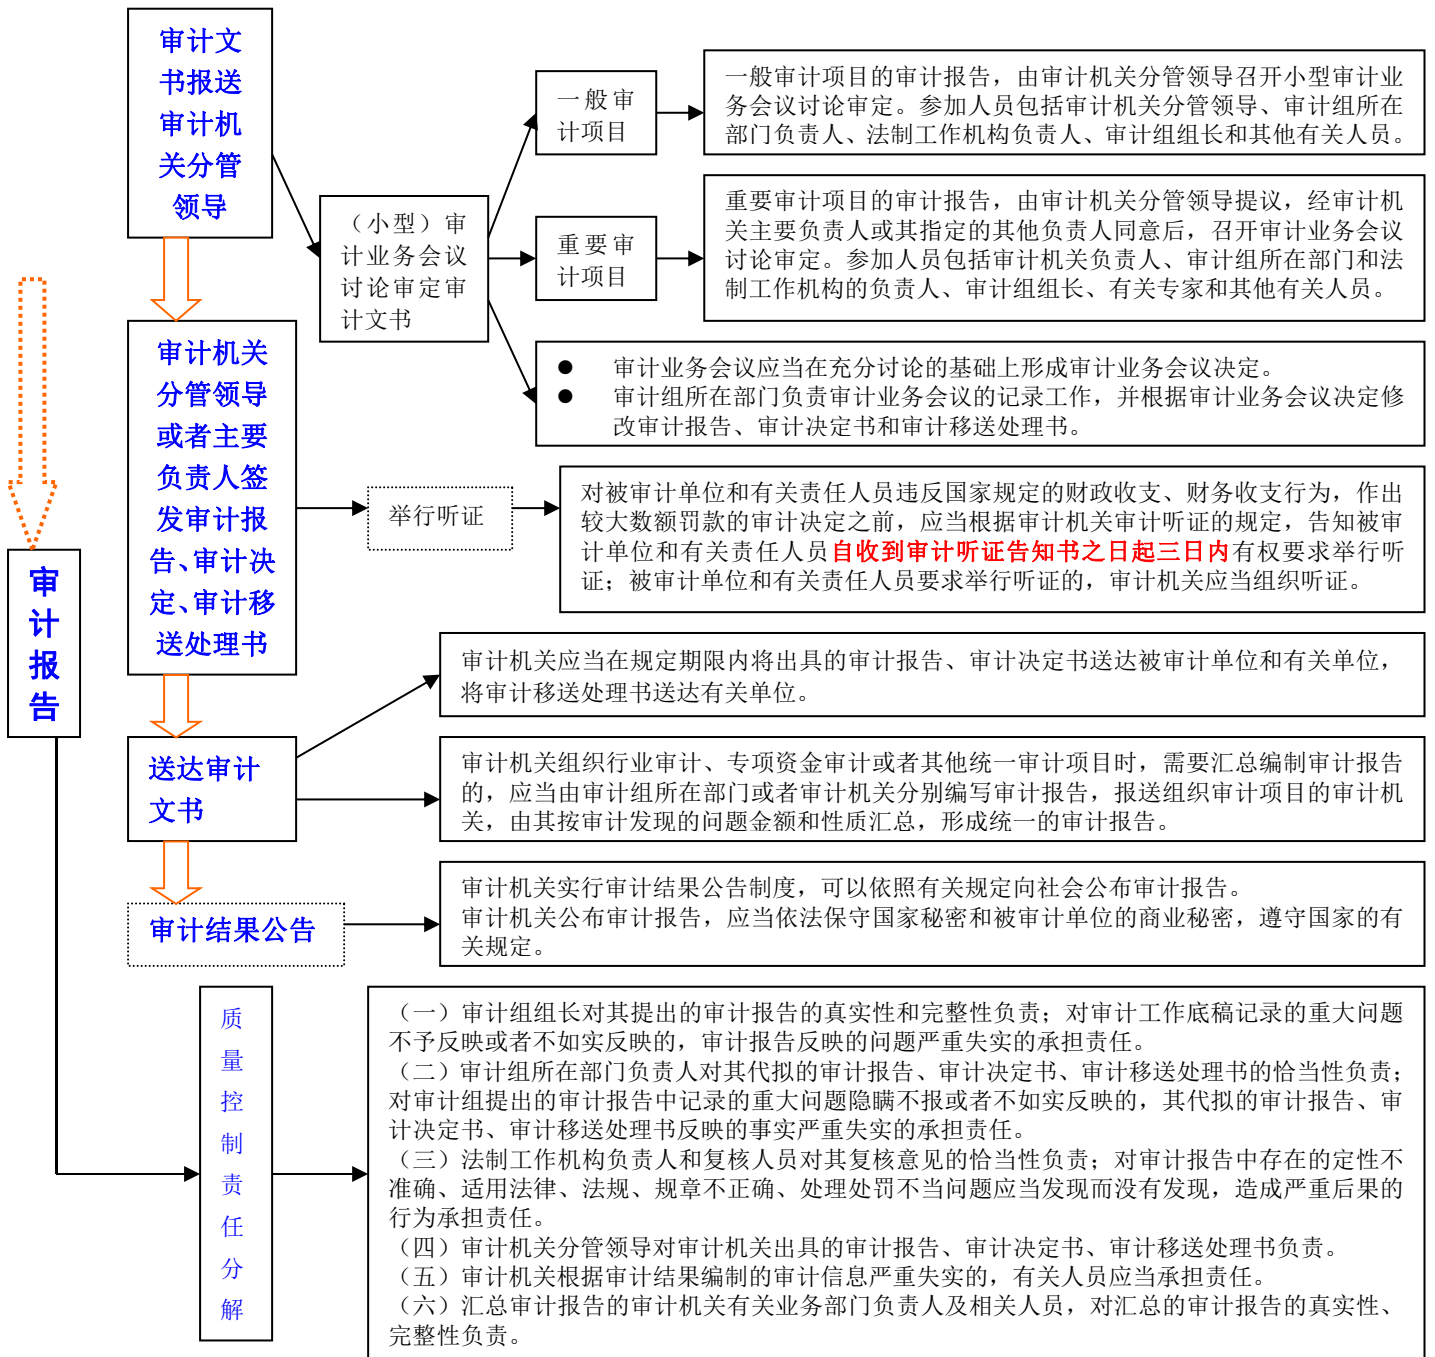 审计文
书报送
审计机
关分管
领导
一般审
计项目
一般审计项目的审计报告，由审计机关分管领导召开小型审计业
务会议讨论审定。参加人员包括审计机关分管领导、审计组所在
部门负责人、法制工作机构负责人、审计组组长和其他有关人员。
（小型）审
计业务会议
讨论审定审
计文书
重要审
计项目
重要审计项目的审计报告，由审计机关分管领导提议，经审计机
关主要负责人或其指定的其他负责人同意后，召开审计业务会议
讨论审定。参加人员包括审计机关负责人、审计组所在部门和法
制工作机构的负责人、审计组组长、有关专家和其他有关人员。
● 审计业务会议应当在充分讨论的基础上形成审计业务会议决定。
● 审计组所在部门负责审计业务会议的记录工作，并根据审计业务会议决定修
改审计报告、审计决定书和审计移送处理书。
审计机关
分管领导
或者主要
负责人签
发审计报
告、审计决
定、审计移
送处理书
举行听证
对被审计单位和有关责任人员违反国家规定的财政收支、财务收支行为，作出
较大数额罚款的审计决定之前，应当根据审计机关审计听证的规定，告知被审
计单位和有关责任人员自收到审计听证告知书之日起三日内有权要求举行听
证；被审计单位和有关责任人员要求举行听证的，审计机关应当组织听证。
审
计
报
告
送达审计
文书
审计机关应当在规定期限内将出具的审计报告、审计决定书送达被审计单位和有关单位，
将审计移送处理书送达有关单位。
审计机关组织行业审计、专项资金审计或者其他统一审计项目时，需要汇总编制审计报告
的，应当由审计组所在部门或者审计机关分别编写审计报告，报送组织审计项目的审计机
关，由其按审计发现的问题金额和性质汇总，形成统一的审计报告。
审计结果公告
审计机关实行审计结果公告制度，可以依照有关规定向社会公布审计报告。
审计机关公布审计报告，应当依法保守国家秘密和被审计单位的商业秘密，遵守国家的有
关规定。
质
量
控
制
责
任
分
解
（一）审计组组长对其提出的审计报告的真实性和完整性负责；对审计工作底稿记录的重大问题
不予反映或者不如实反映的，审计报告反映的问题严重失实的承担责任。
（二）审计组所在部门负责人对其代拟的审计报告、审计决定书、审计移送处理书的恰当性负责；
对审计组提出的审计报告中记录的重大问题隐瞒不报或者不如实反映的，其代拟的审计报告、审
计决定书、审计移送处理书反映的事实严重失实的承担责任。
（三）法制工作机构负责人和复核人员对其复核意见的恰当性负责；对审计报告中存在的定性不
准确、适用法律、法规、规章不正确、处理处罚不当问题应当发现而没有发现，造成严重后果的
行为承担责任。
（四）审计机关分管领导对审计机关出具的审计报告、审计决定书、审计移送处理书负责。
（五）审计机关根据审计结果编制的审计信息严重失实的，有关人员应当承担责任。
（六）汇总审计报告的审计机关有关业务部门负责人及相关人员，对汇总的审计报告的真实性、
完整性负责。